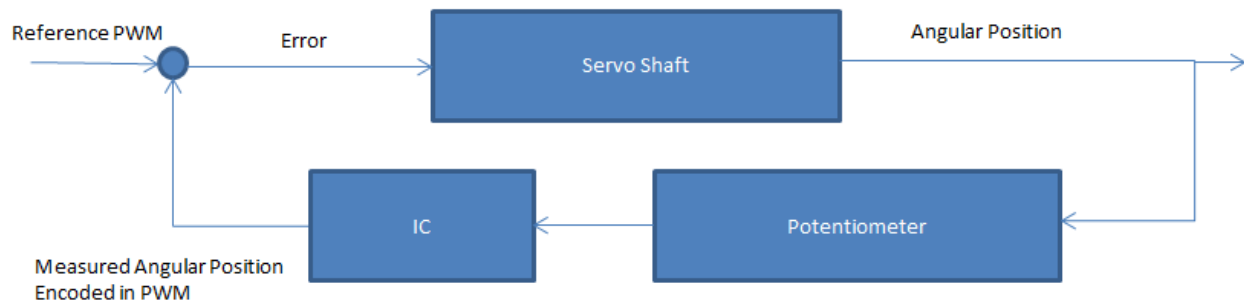 Reference PWM
Error
Servo Shaft
Angular Position
IC
Potentiometer
Measured Angular Position
Encoded in PWM